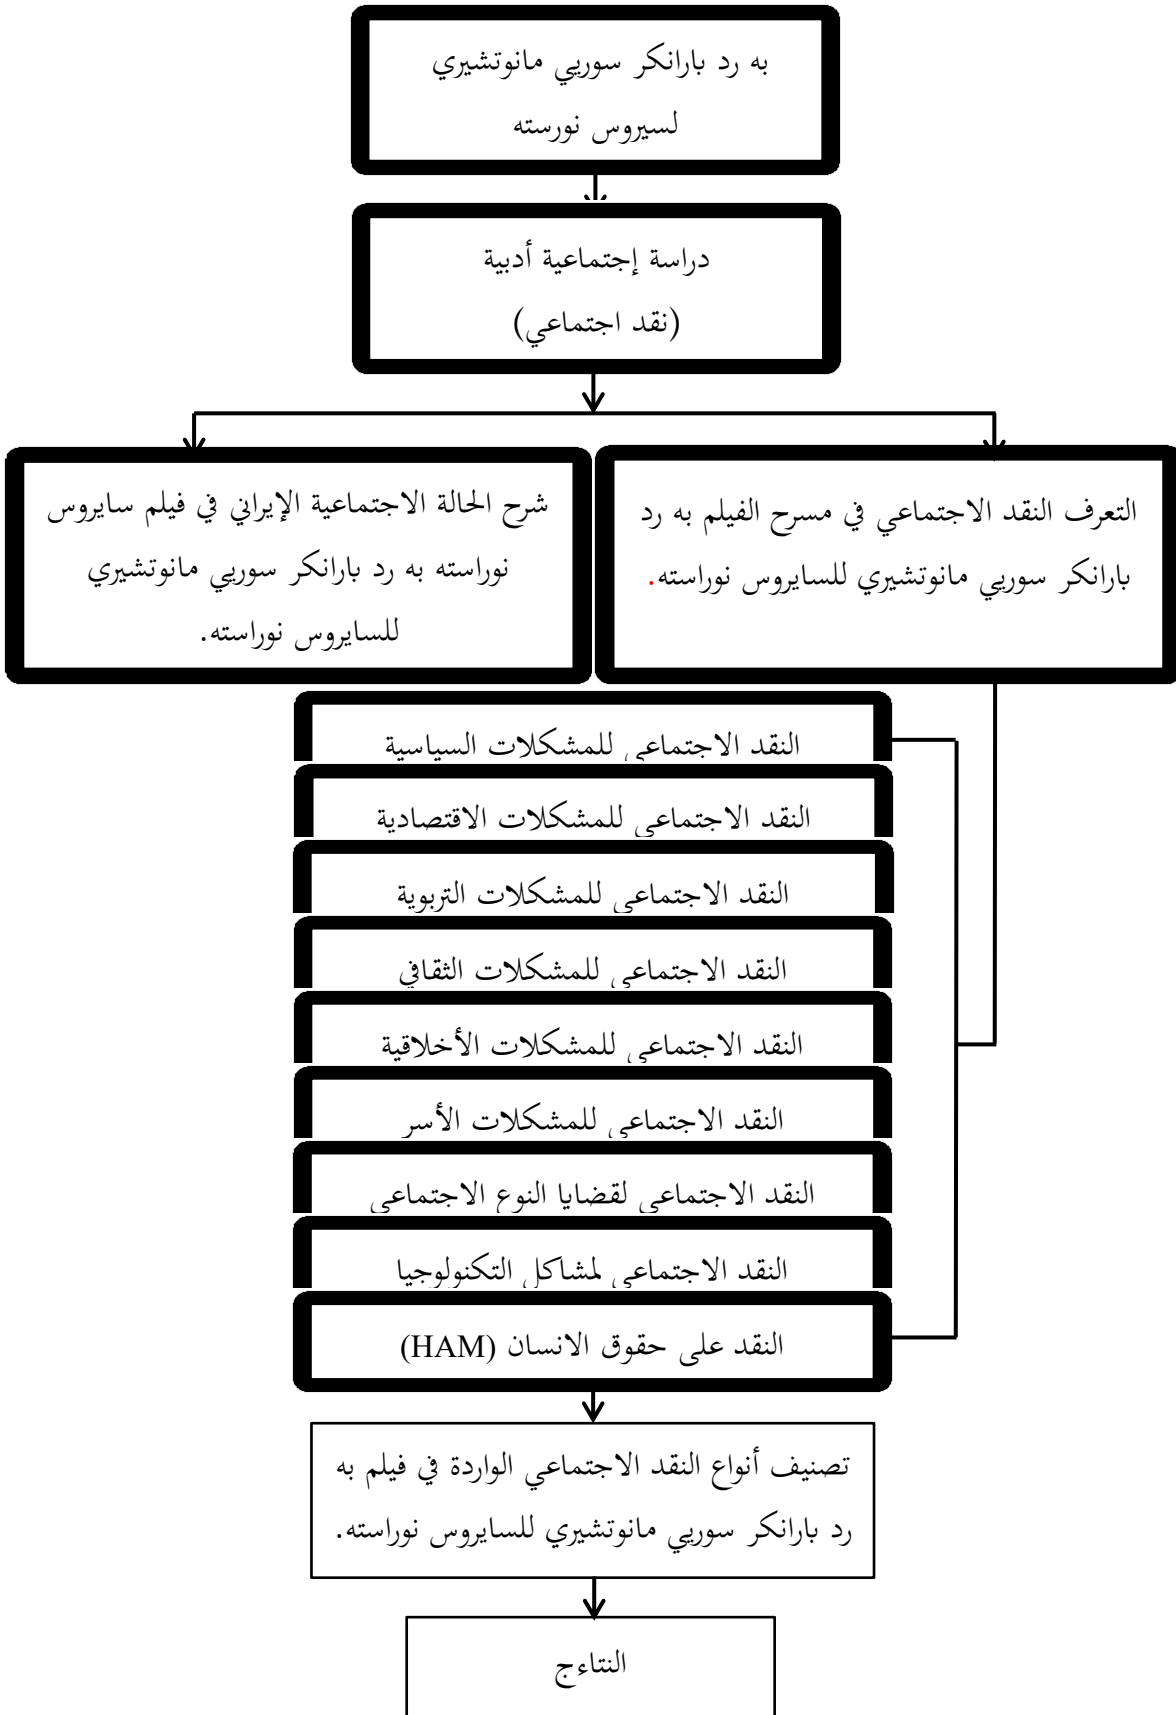 به رد بارانكر سوريي مانوتشيري
لسيروس نورسته
دراسة إجتماعية أدبية
(نقد اجتماعي)
التعرف النقد الاجتماعي في مسرح الفيلم به رد
بارانكر سوريي مانوتشيري للسايروس نوراسته.
شرح الحالة الاجتماعية الإيراني في فيلم سايروس
نوراسته به رد بارانكر سوريي مانوتشيري
للسايروس نوراسته.
النقد الاجتماعي للمشكلات السياسية
النقد الاجتماعي للمشكلات الاقتصادية
النقد الاجتماعي للمشكلات التربوية
النقد الاجتماعي للمشكلات الثقافي
النقد الاجتماعي للمشكلات الأخلاقية
النقد الاجتماعي للمشكلات الأسر
النقد الاجتماعي لقضايا النوع الاجتماعي
النقد الاجتماعي لمشاكل التكنولوجيا
النقد على حقوق الانسان (HAM)
تصنيف أنواع النقد الاجتماعي الواردة في فيلم به
رد بارانكر سوريي مانوتشيري للسايروس نوراسته.
النتاءج